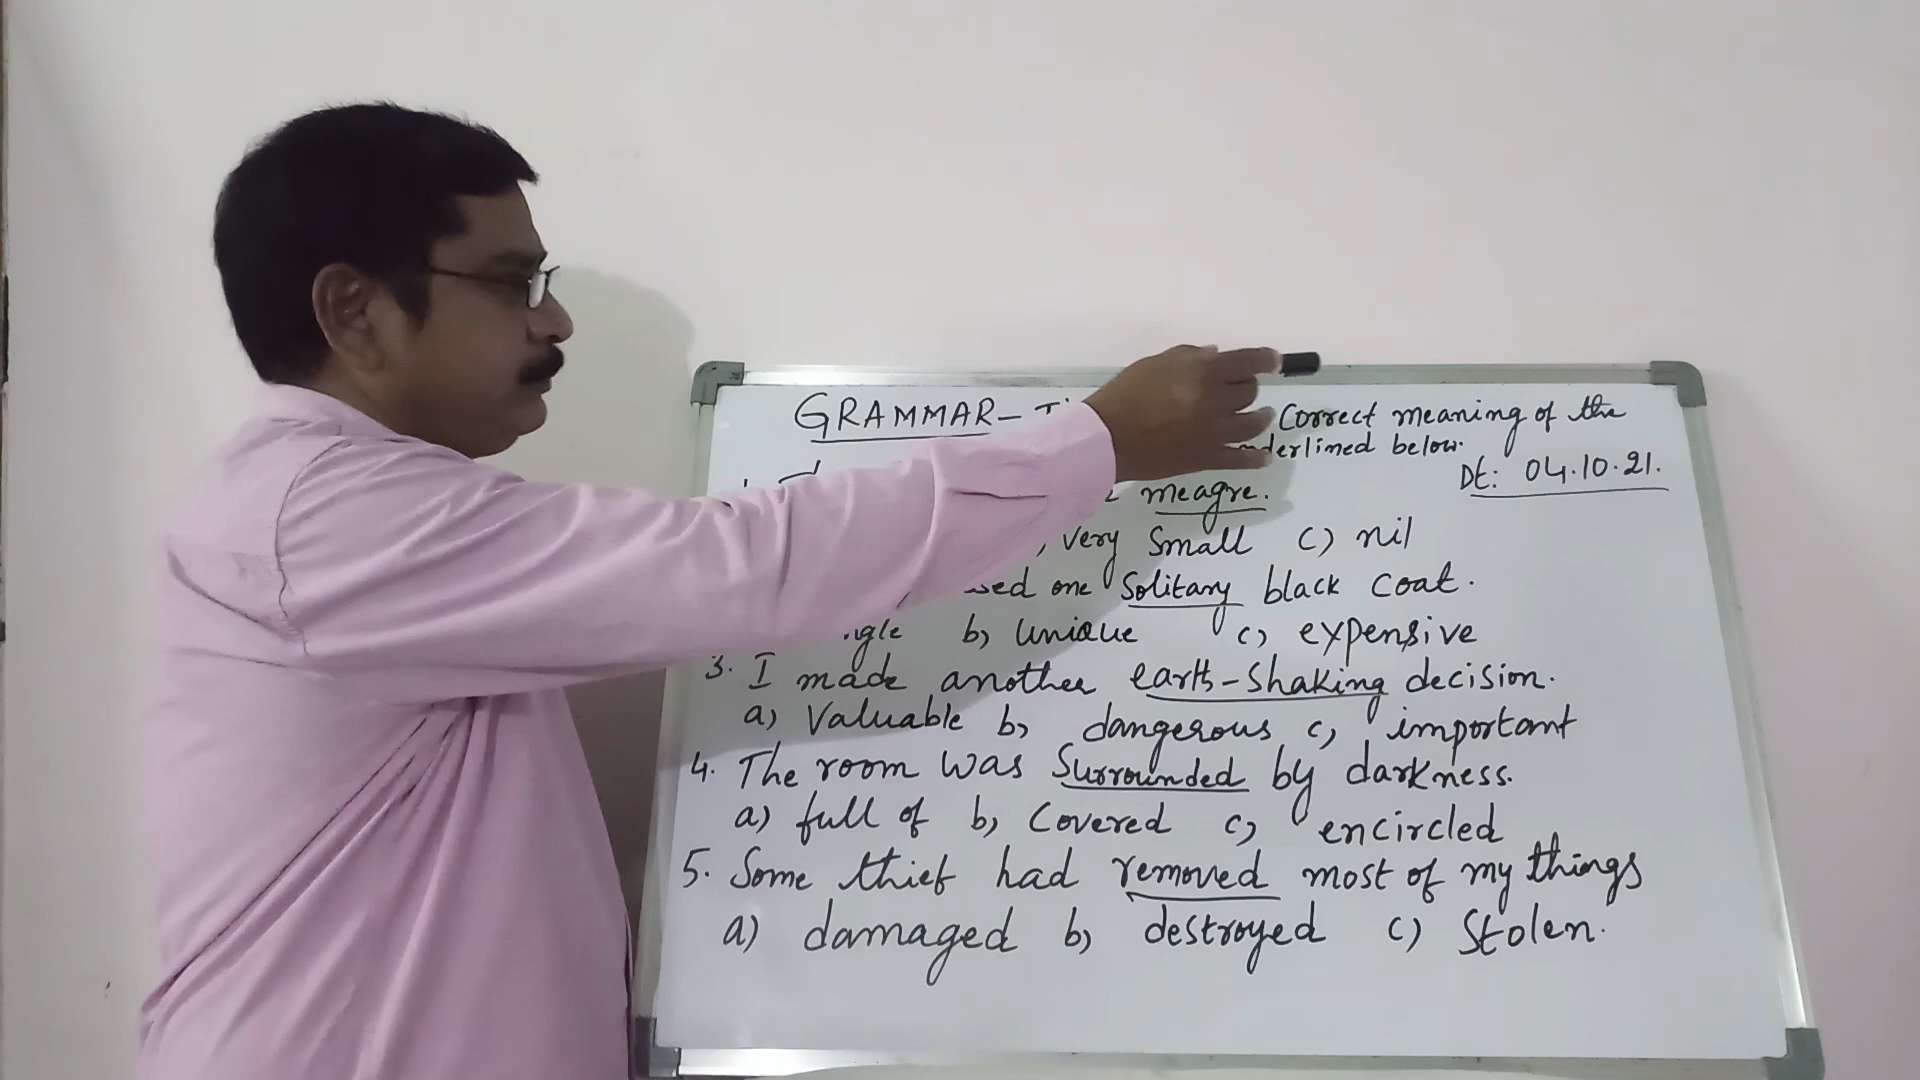 GRAMMAR - Correct meaning of the
underlined below.
Dt: 04.10.21.
1. meagre.
very small c) nil
one Solitary black coat.
b) unique c) expensive
3. I made another earth-shaking decision.
a) Valuable b) dangerous c) important
4. The room was Surrounded by darkness.
a) full of b) Covered c) encircled
5. Some thief had removed most of my things
a) damaged b) destroyed c) Stolen.